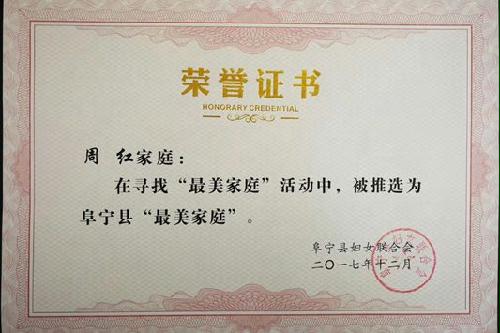 荣誉证书
HONORARY CREDENTIAL
周 红家庭：
在寻找“最美家庭”活动中，被推选为
阜宁县“最美家庭”。
阜宁县妇女联合会
二〇一七年十二月